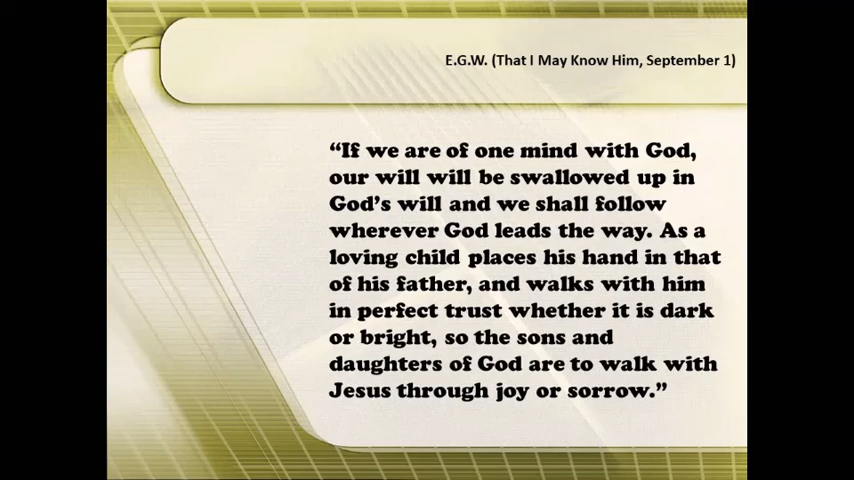 E.G.W. (That I May Know Him, September 1)
“If we are of one mind with God,
our will will be swallowed up in
God’s will and we shall follow
wherever God leads the way. As a
loving child places his hand in that
of his father, and walks with him
in perfect trust whether it is dark
or bright, so the sons and
daughters of God are to walk with
Jesus through joy or sorrow.”